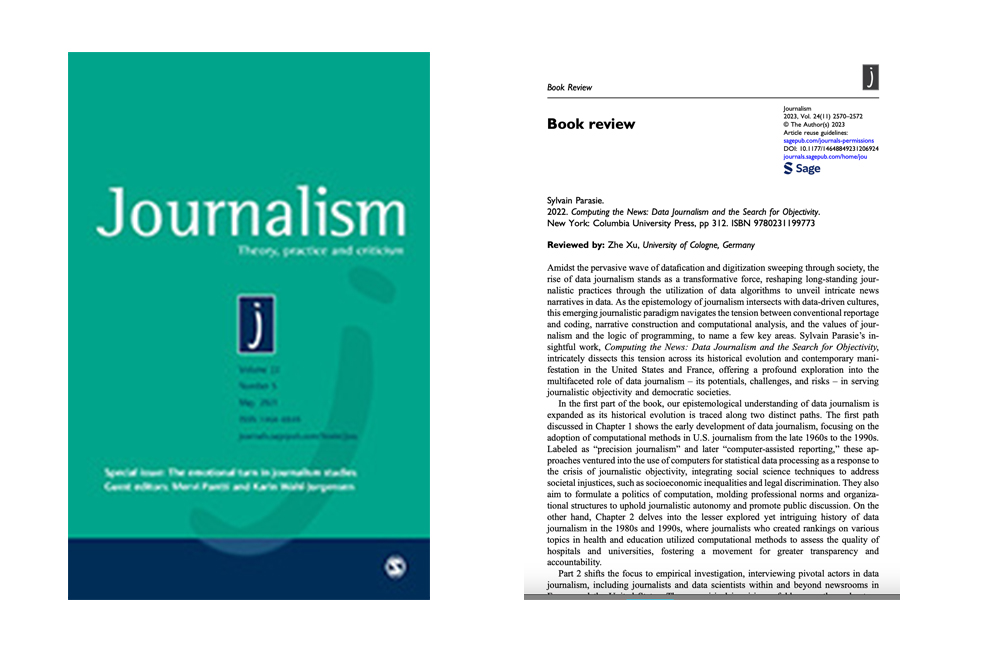 Journalism
Theory, practice and criticism
j
Number 5
May, 2021
journals.sagepub.com/home/jou
Special issue: The emotional turn in journalism studies
Guest editors: Mervi Pantti and Karin Wahl-Jorgensen
S
Book Review
j
Book review
Journalism
2023, Vol. 24(11) 2570–2572
© The Author(s) 2023
Article reuse guidelines:
sagepub.com/journals-permissions
DOI: 10.1177/14648849231206924
journals.sagepub.com/home/jou
Sage
Sylvain Parasie.
2022. Computing the News: Data Journalism and the Search for Objectivity.
New York: Columbia University Press, pp 312. ISBN 9780231199773
Reviewed by: Zhe Xu, University of Cologne, Germany
Amidst the pervasive wave of datafication and digitization sweeping through society, the
rise of data journalism stands as a transformative force, reshaping long-standing jour-
nalistic practices through the utilization of data algorithms to unveil intricate news
narratives in data. As the epistemology of journalism intersects with data-driven cultures,
this emerging journalistic paradigm navigates the tension between conventional reportage
and coding, narrative construction and computational analysis, and the values of jour-
nalism and the logic of programming, to name a few key areas. Sylvain Parasie's in-
sightful work, Computing the News: Data Journalism and the Search for Objectivity,
intricately dissects this tension across its historical evolution and contemporary mani-
festation in the United States and France, offering a profound exploration into the
multifaceted role of data journalism – its potentials, challenges, and risks – in serving
journalistic objectivity and democratic societies.
In the first part of the book, our epistemological understanding of data journalism is
expanded as its historical evolution is traced along two distinct paths. The first path
discussed in Chapter 1 shows the early development of data journalism, focusing on the
adoption of computational methods in U.S. journalism from the late 1960s to the 1990s.
Labeled as "precision journalism" and later "computer-assisted reporting," these ap-
proaches ventured into the use of computers for statistical data processing as a response to
the crisis of journalistic objectivity, integrating social science techniques to address
societal injustices, such as socioeconomic inequalities and legal discrimination. They also
aim to formulate a politics of computation, molding professional norms and organiza-
tional structures to uphold journalistic autonomy and promote public discussion. On the
other hand, Chapter 2 delves into the lesser explored yet intriguing history of data
journalism in the 1980s and 1990s, where journalists who created rankings on various
topics in health and education utilized computational methods to assess the quality of
hospitals and universities, fostering a movement for greater transparency and
accountability.
Part 2 shifts the focus to empirical investigation, interviewing pivotal actors in data
journalism, including journalists and data scientists within and beyond newsrooms in